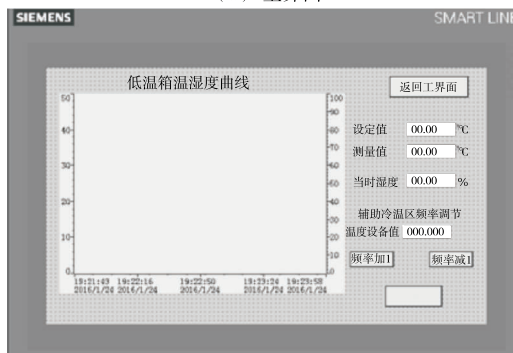 SIEMENS
SMART LINE
低温箱温湿度曲线
返回工界面
50
40
30
20
10
0
100
90
80
70
60
50
40
30
20
10
0
设定值 00.00 ℃
测量值 00.00 ℃
当时湿度 00.00 %
辅助冷温区频率调节
温度设备值 000.000
频率加1 频率减1
19:21:43 19:22:16 19:22:50 19:23:24 19:23:58
2016/1/24 2016/1/24 2016/1/24 2016/1/24 2016/1/24